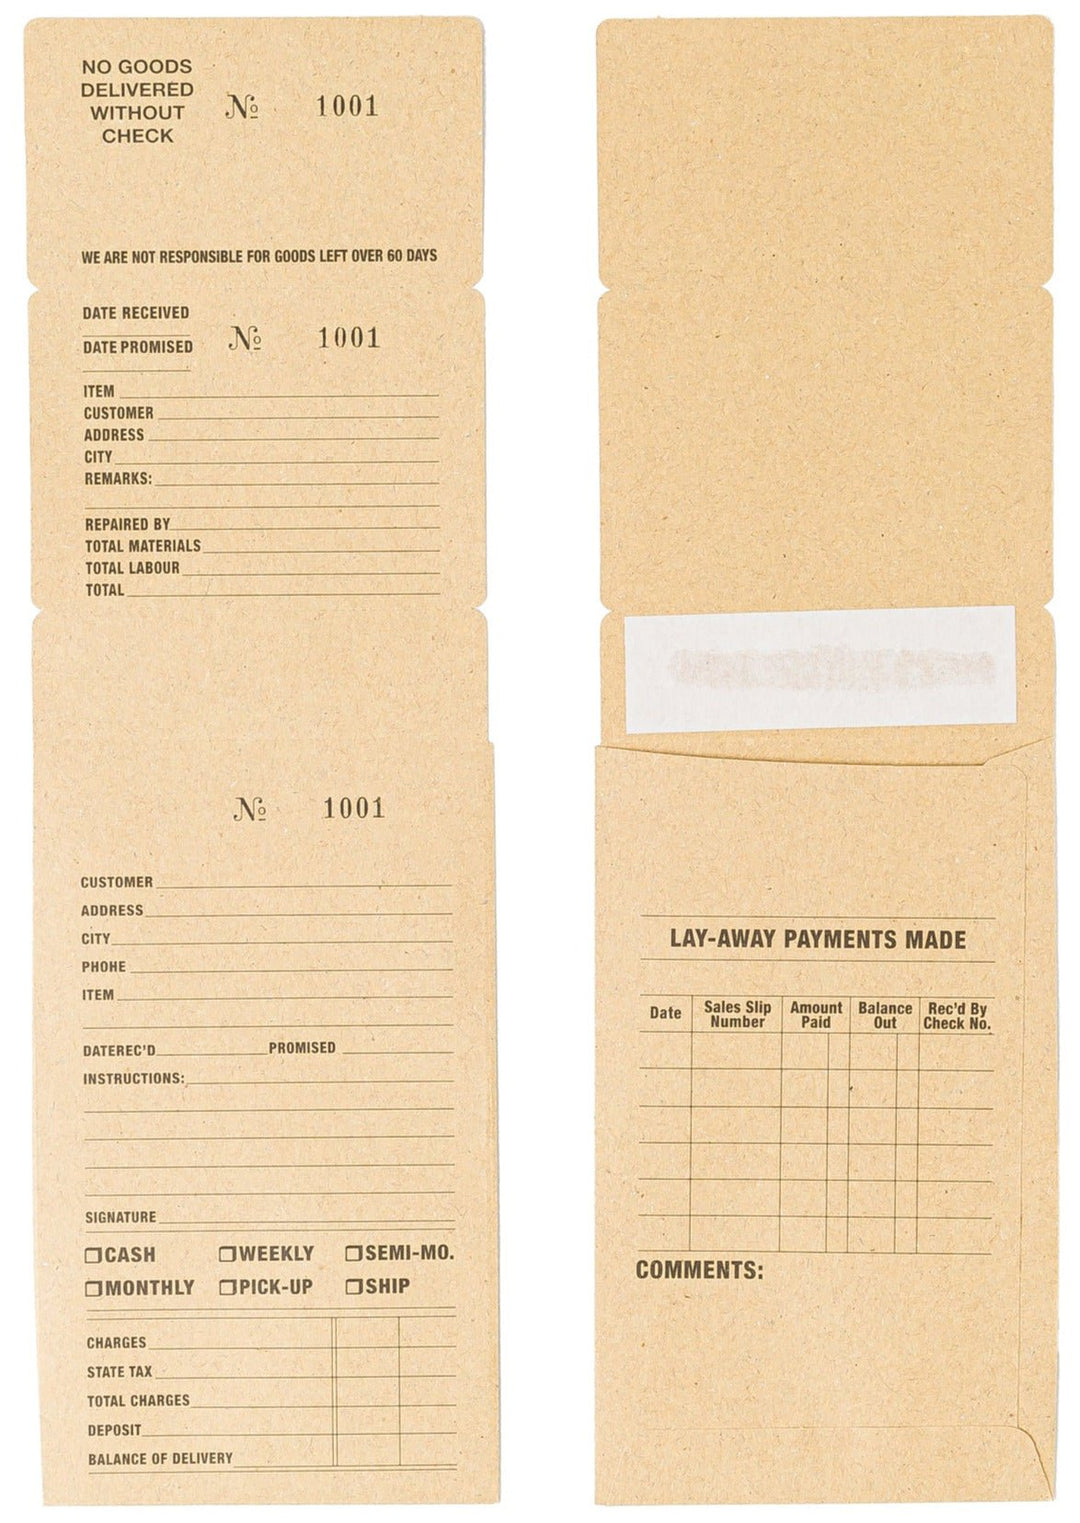 NO GOODS
DELIVERED
WITHOUT
CHECK
№ 1001
WE ARE NOT RESPONSIBLE FOR GOODS LEFT OVER 60 DAYS
DATE RECEIVED
№ 1001
DATE PROMISED
ITEM
CUSTOMER
ADDRESS
CITY
REMARKS:
REPAIRED BY
TOTAL MATERIALS
TOTAL LABOUR
TOTAL
№ 1001
CUSTOMER
ADDRESS
CITY
PHOHE
ITEM
DATEREC'D PROMISED
INSTRUCTIONS:
SIGNATURE
CASH WEEKLY SEMI-MO.
MONTHLY PICK-UP SHIP
CHARGES
STATE TAX
TOTAL CHARGES
DEPOSIT
BALANCE OF DELIVERY
LAY-AWAY PAYMENTS MADE
Date Sales Slip Number Amount Paid Balance Out Rec'd By Check No.
COMMENTS: